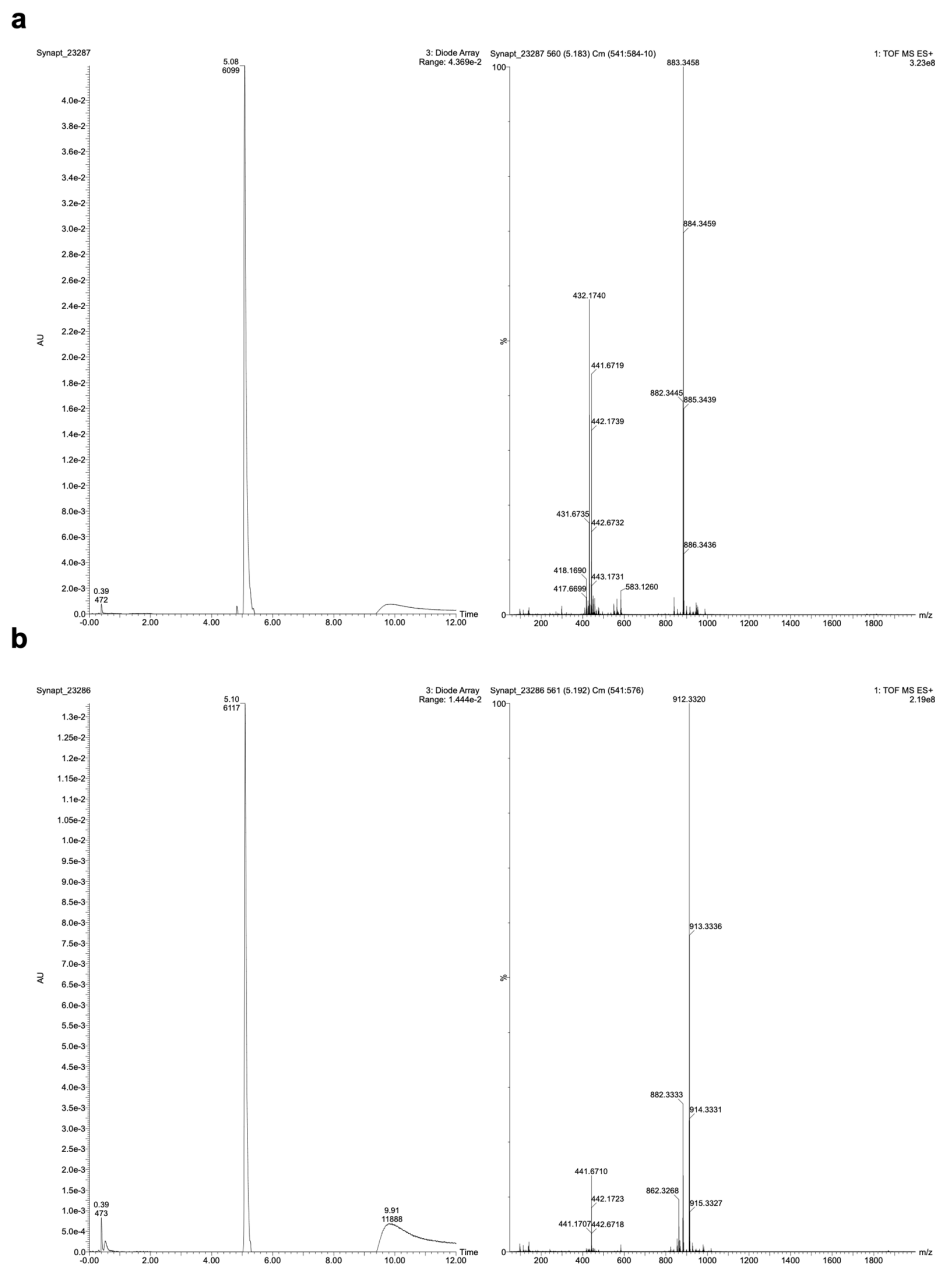 a
Synapt_23287
3: Diode Array
Range: 4.369e-2
5.08
6099
4.0e-2
3.8e-2
3.6e-2
3.4e-2
3.2e-2
3.0e-2
2.8e-2
2.6e-2
2.4e-2
2.2e-2
AU
2.0e-2
1.8e-2
1.6e-2
1.4e-2
1.2e-2
1.0e-2
8.0e-3
6.0e-3
4.0e-3
2.0e-3
0.39
472
0.0
-0.00 2.00 4.00 6.00 8.00 10.00 12.00
Time
Synapt_23287 560 (5.183) Cm (541:584-10)
1: TOF MS ES+
3.23e8
100
883.3458
884.3459
432.1740
%
441.6719
882.3445
885.3439
442.1739
431.6735
442.6732
886.3436
418.1690
443.1731
583.1260
417.6699
0
200 400 600 800 1000 1200 1400 1600 1800
m/z
b
Synapt_23286
3: Diode Array
Range: 1.444e-2
5.10
6117
1.3e-2
1.25e-2
1.2e-2
1.15e-2
1.1e-2
1.05e-2
1.0e-2
9.5e-3
9.0e-3
8.5e-3
8.0e-3
7.5e-3
7.0e-3
AU
6.5e-3
6.0e-3
5.5e-3
5.0e-3
4.5e-3
4.0e-3
3.5e-3
3.0e-3
2.5e-3
2.0e-3
1.5e-3
1.0e-3
5.0e-4
0.39
473
9.91
11888
0.0
-0.00 2.00 4.00 6.00 8.00 10.00 12.00
Time
Synapt_23286 561 (5.192) Cm (541:576)
1: TOF MS ES+
2.19e8
100
912.3320
913.3336
%
882.3333
914.3331
441.6710
442.1723
862.3268
915.3327
441.1707
442.6718
0
200 400 600 800 1000 1200 1400 1600 1800
m/z